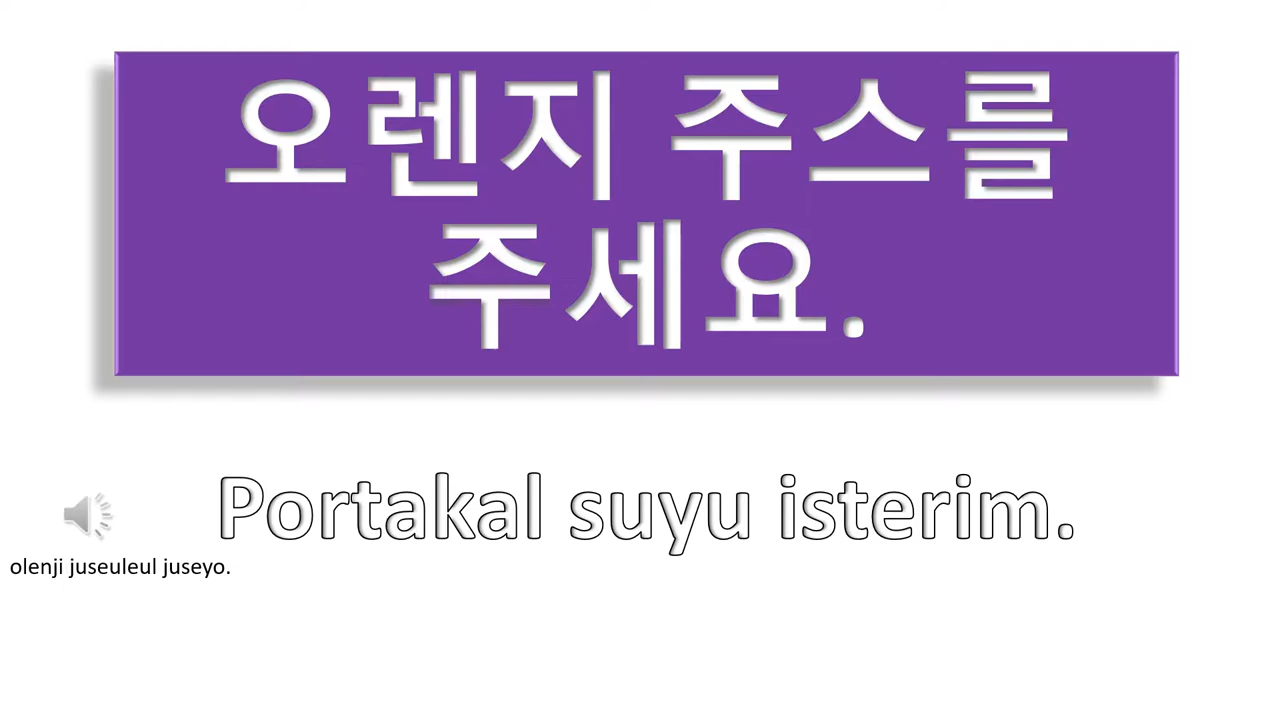 오렌지 주스를
주세요.
Portakal suyu isterim.
olenji juseuleul juseyo.